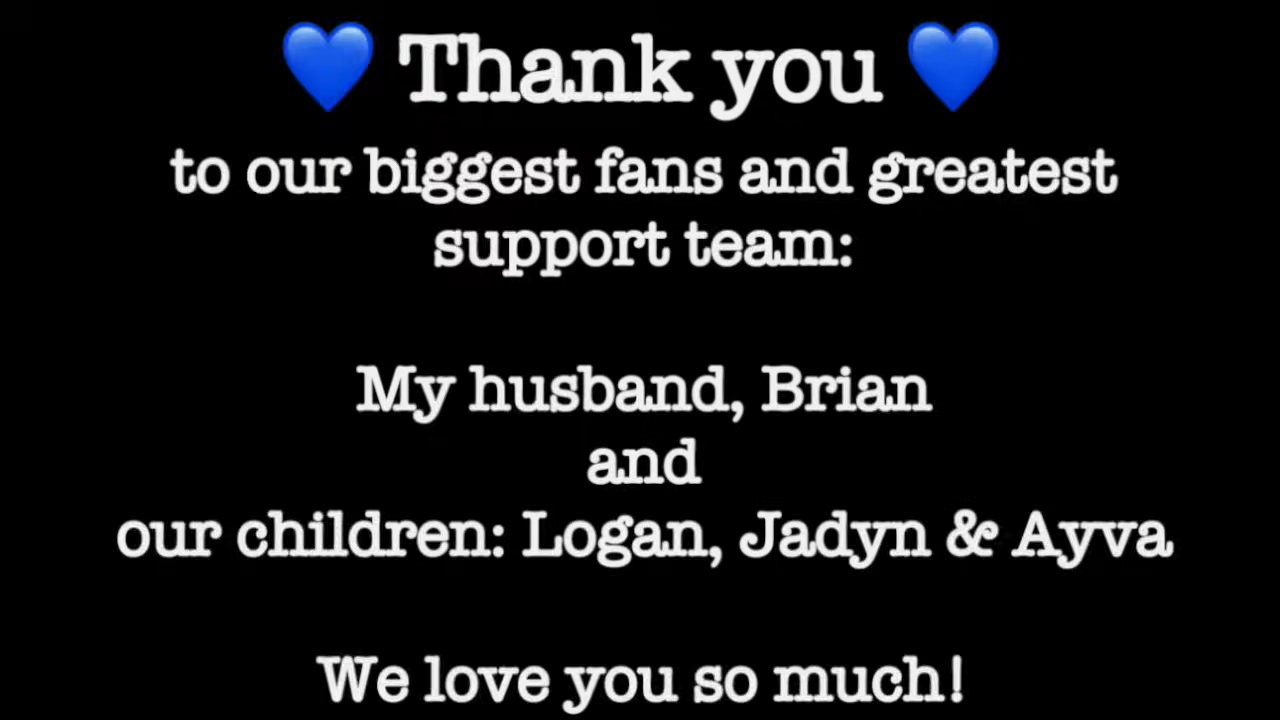 💙 Thank you 💙
to our biggest fans and greatest
support team:
My husband, Brian
and
our children: Logan, Jadyn & Ayva
We love you so much!